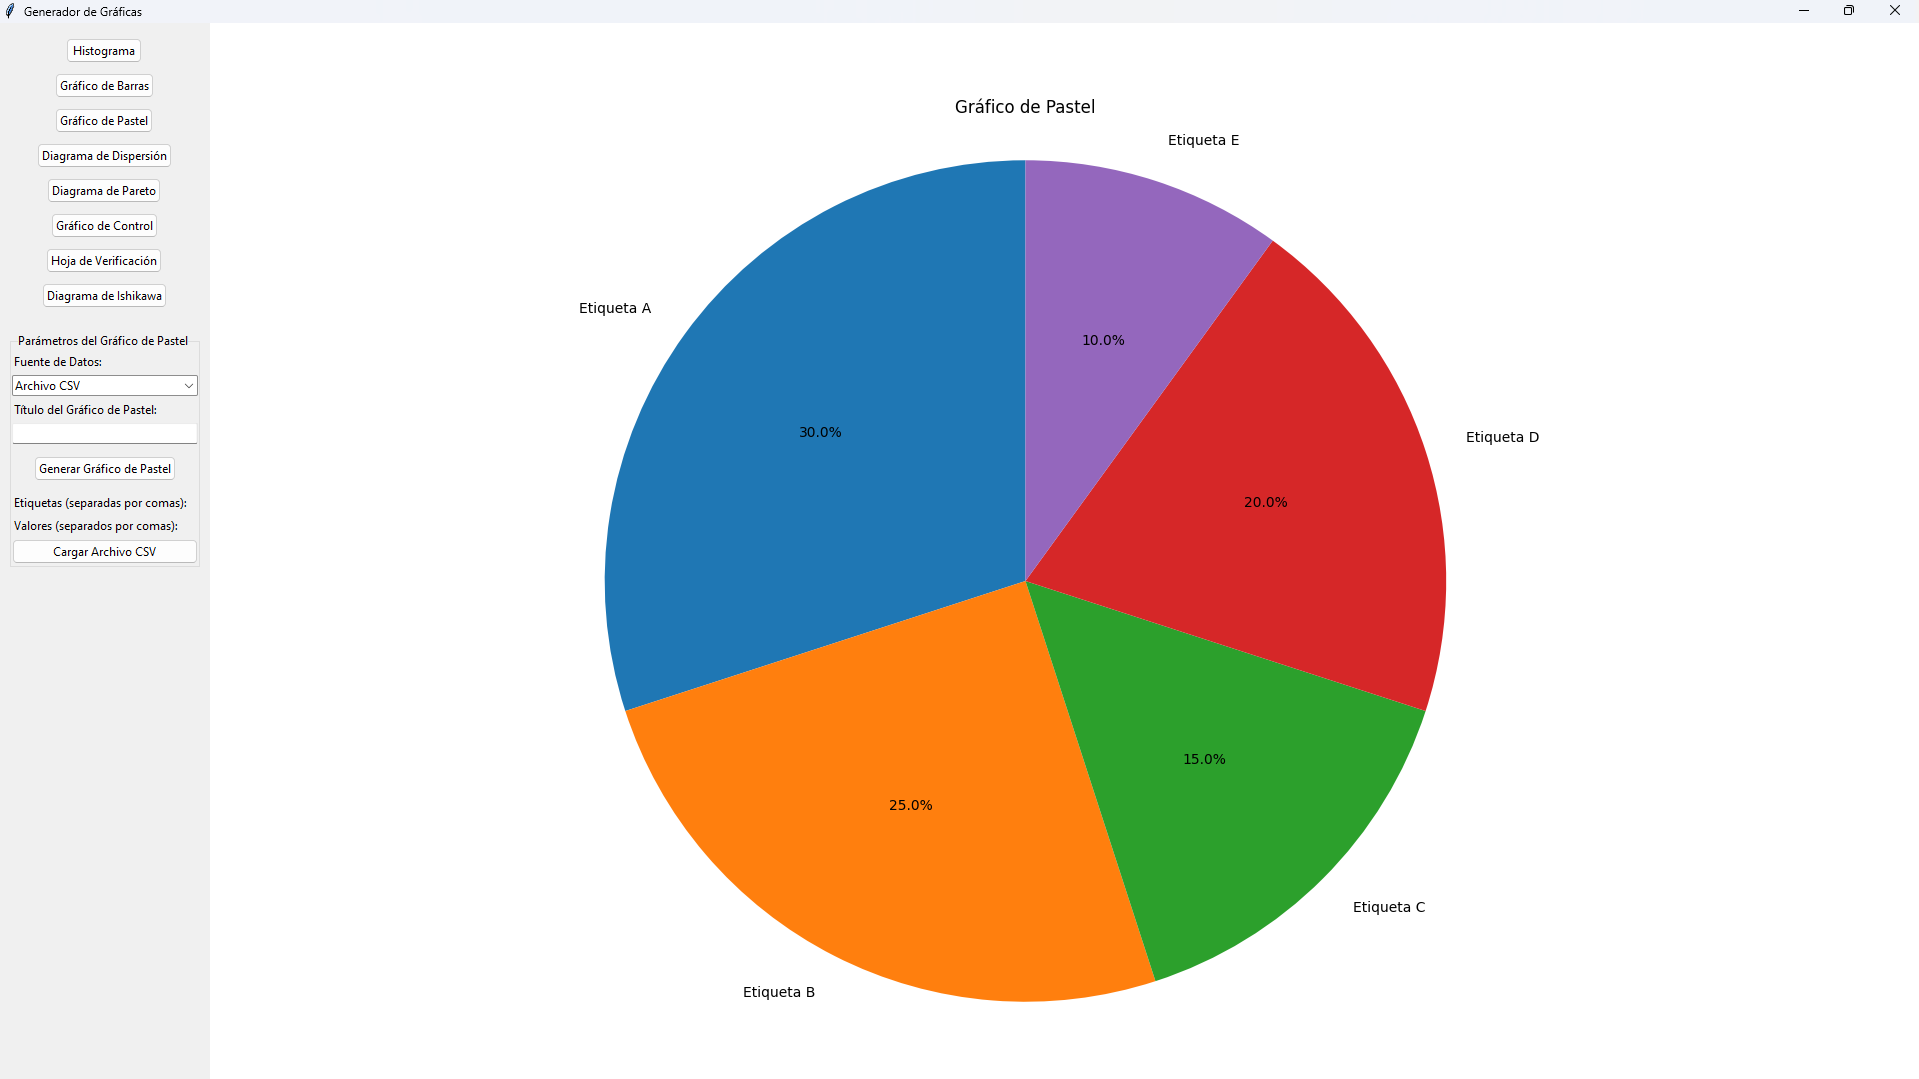 Generador de Gráficas
Histograma
Gráfico de Barras
Gráfico de Pastel
Diagrama de Dispersión
Diagrama de Pareto
Gráfico de Control
Hoja de Verificación
Diagrama de Ishikawa
Parámetros del Gráfico de Pastel
Fuente de Datos:
Archivo CSV
Título del Gráfico de Pastel:
Generar Gráfico de Pastel
Etiquetas (separadas por comas):
Valores (separados por comas):
Cargar Archivo CSV
Gráfico de Pastel
Etiqueta E
Etiqueta A
10.0%
30.0%
Etiqueta D
20.0%
15.0%
25.0%
Etiqueta C
Etiqueta B